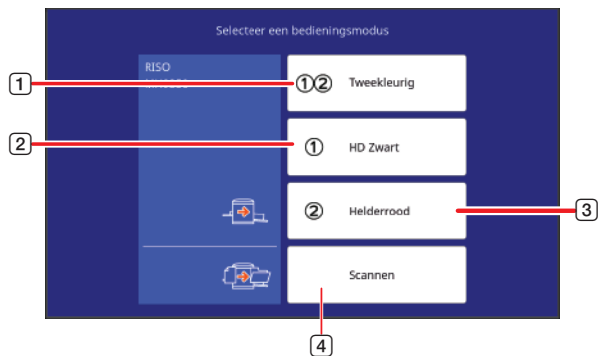 Selecteer een bedieningsmodus
RISO
1
①② Tweekleurig
2
① HD Zwart
② Helderrood
3
Scannen
4